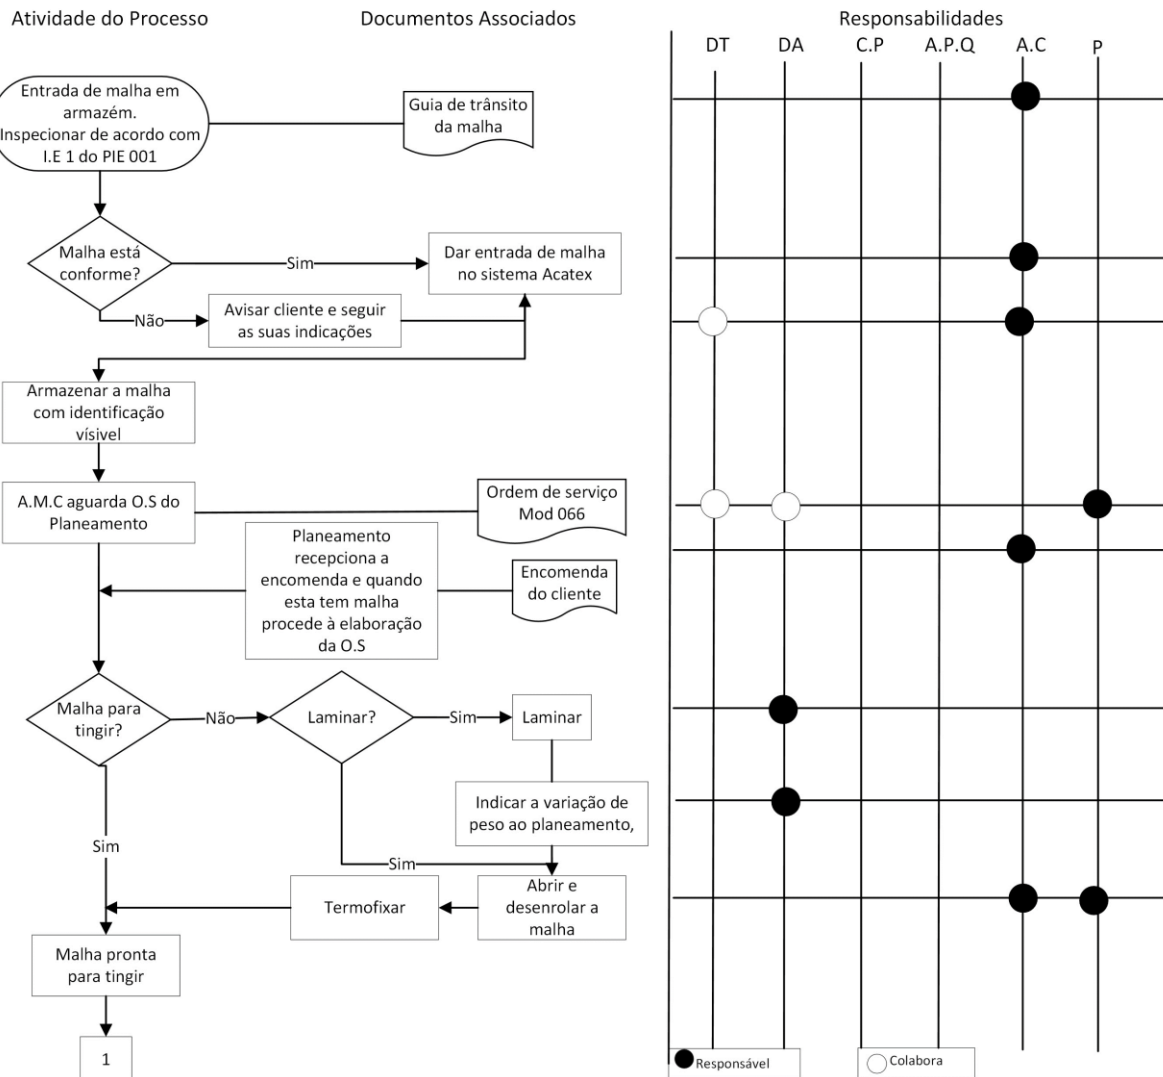 Atividade do Processo
Documentos Associados
Responsabilidades
DT
DA
C.P
A.P.Q
A.C
P
Entrada de malha em
armazém.
Inspecionar de acordo com
I.E 1 do PIE 001
Guia de trânsito
da malha
Malha está
conforme?
Sim
Dar entrada de malha
no sistema Acatex
Não
Avisar cliente e seguir
as suas indicações
Armazenar a malha
com identificação
vísivel
A.M.C aguarda O.S do
Planeamento
Ordem de serviço
Mod 066
Planeamento
recepciona a
encomenda e quando
esta tem malha
procede à elaboração
da O.S
Encomenda
do cliente
Malha para
tingir?
Não
Laminar?
Sim
Laminar
Indicar a variação de
peso ao planeamento,
Sim
Sim
Abrir e
desenrolar a
malha
Termofixar
Malha pronta
para tingir
1
Responsável
Colabora